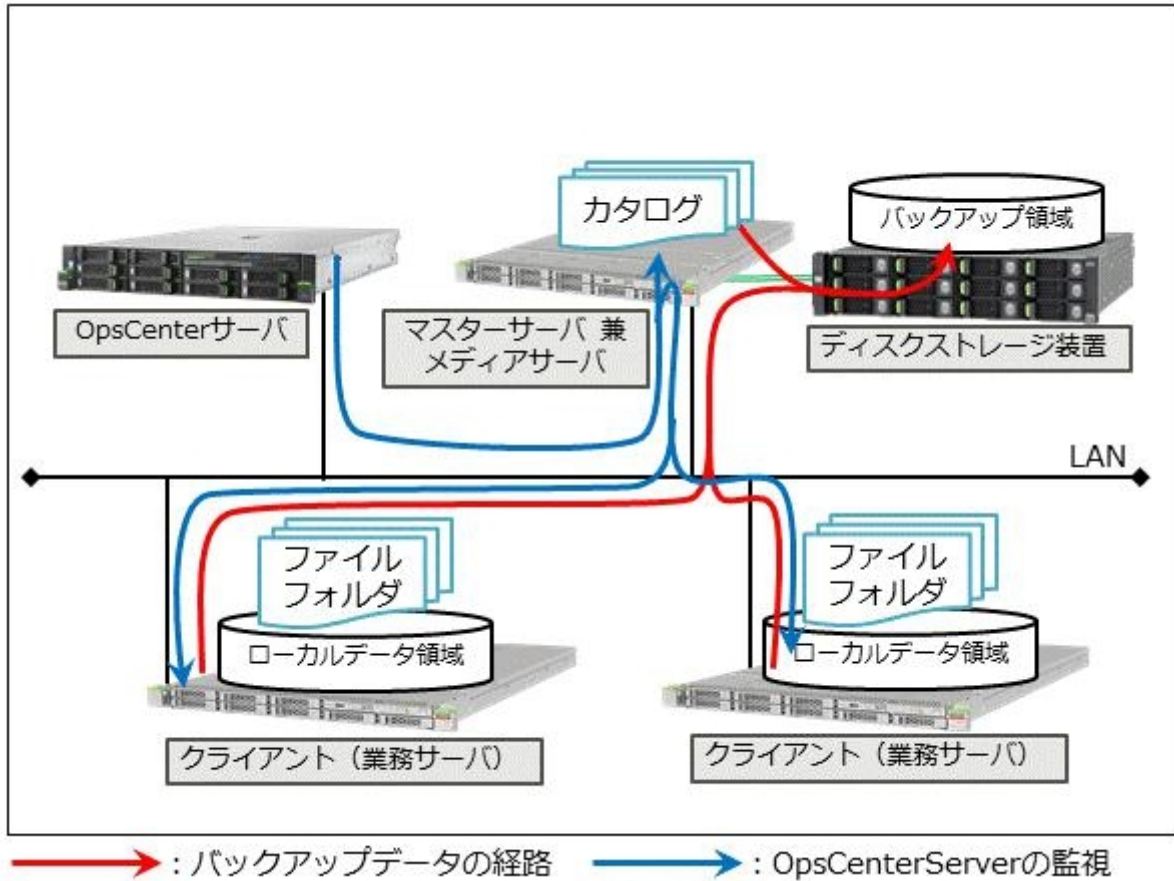 カタログ
バックアップ領域
OpsCenterサーバ
マスターサーバ 兼
メディアサーバ
ディスクストレージ装置
LAN
ファイル
フォルダ
ローカルデータ領域
クライアント（業務サーバ）
ファイル
フォルダ
ローカルデータ領域
クライアント（業務サーバ）
：バックアップデータの経路
：OpsCenterServerの監視